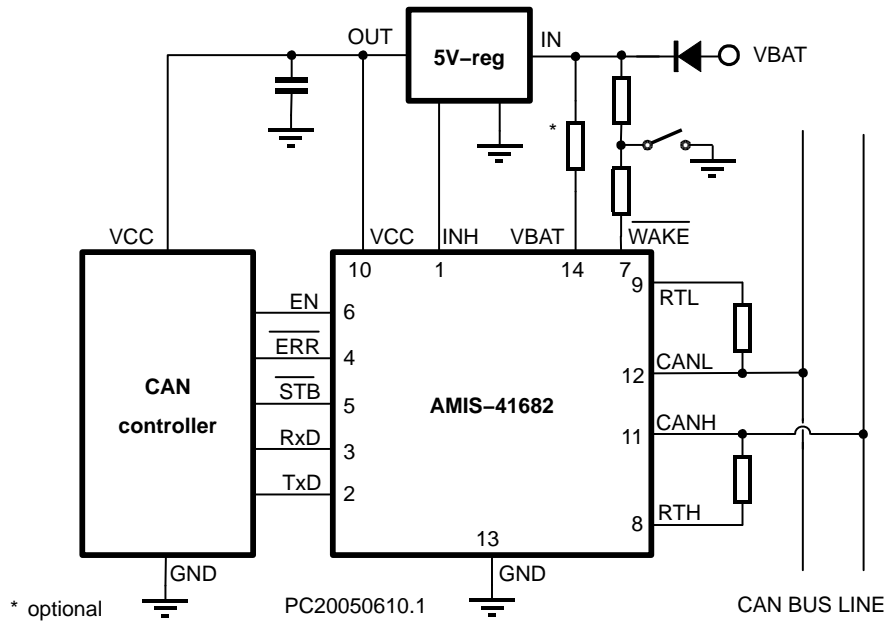 OUT
5V–reg
IN
VBAT
*
VCC
VCC
INH
VBAT
WAKE
10
1
14
7
9
RTL
EN
6
ERR
4
12
CANL
CAN
controller
STB
5
AMIS–41682
RxD
3
11
CANH
TxD
2
8
RTH
13
GND
GND
* optional
PC20050610.1
CAN BUS LINE